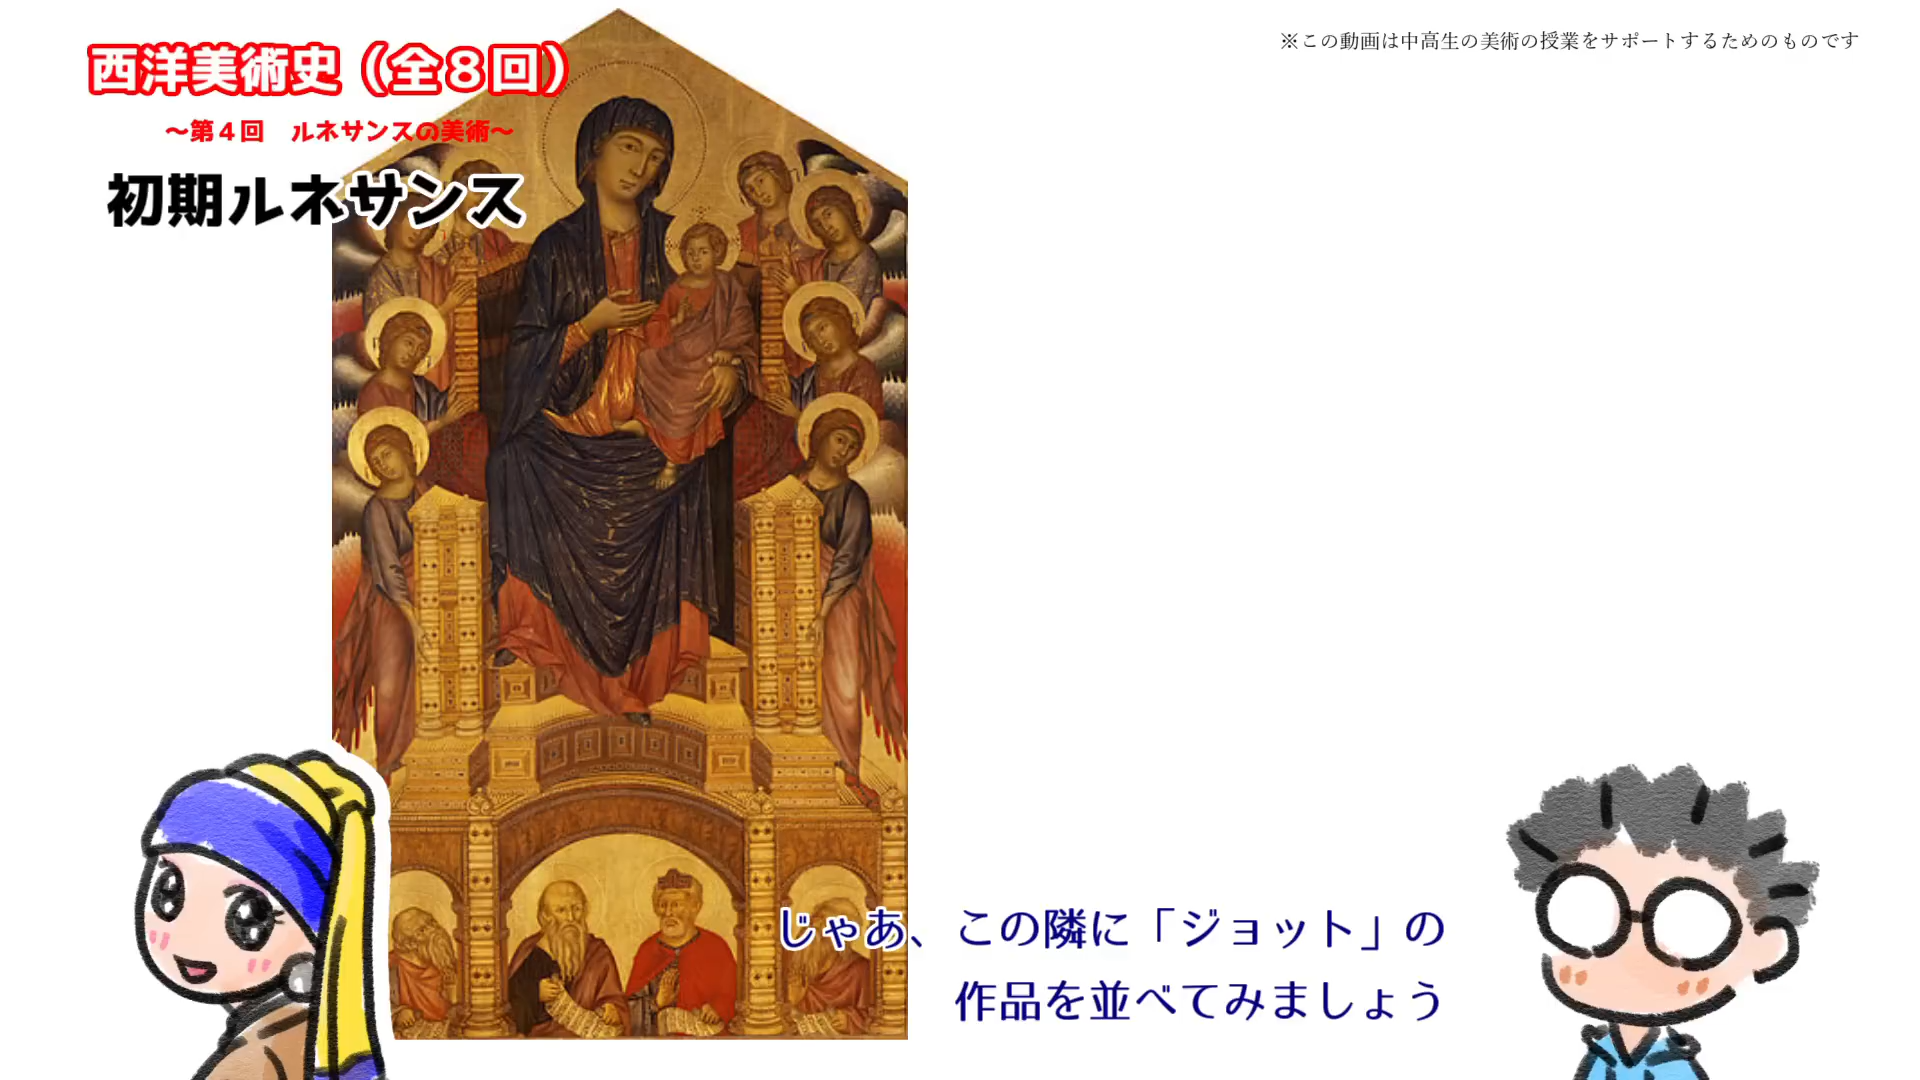 ※この動画は中高生の美術の授業をサポートするためのものです
西洋美術史（全８回）
～第４回　ルネサンスの美術～
初期ルネサンス
じゃあ、この隣に「ジョット」の
作品を並べてみましょう